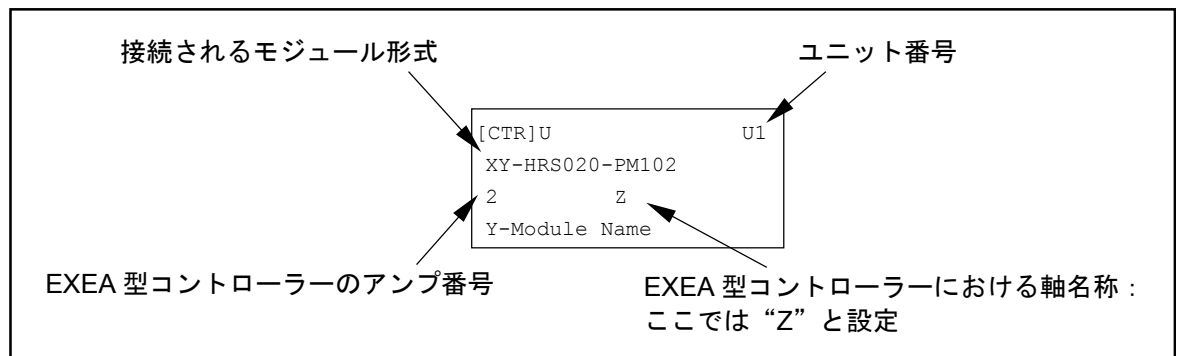 接続されるモジュール形式
ユニット番号
[CTR]U U1
XY-HRS020-PM102
2 Z
Y-Module Name
EXEA 型コントローラーのアンプ番号
EXEA 型コントローラーにおける軸名称：
ここでは“Z”と設定